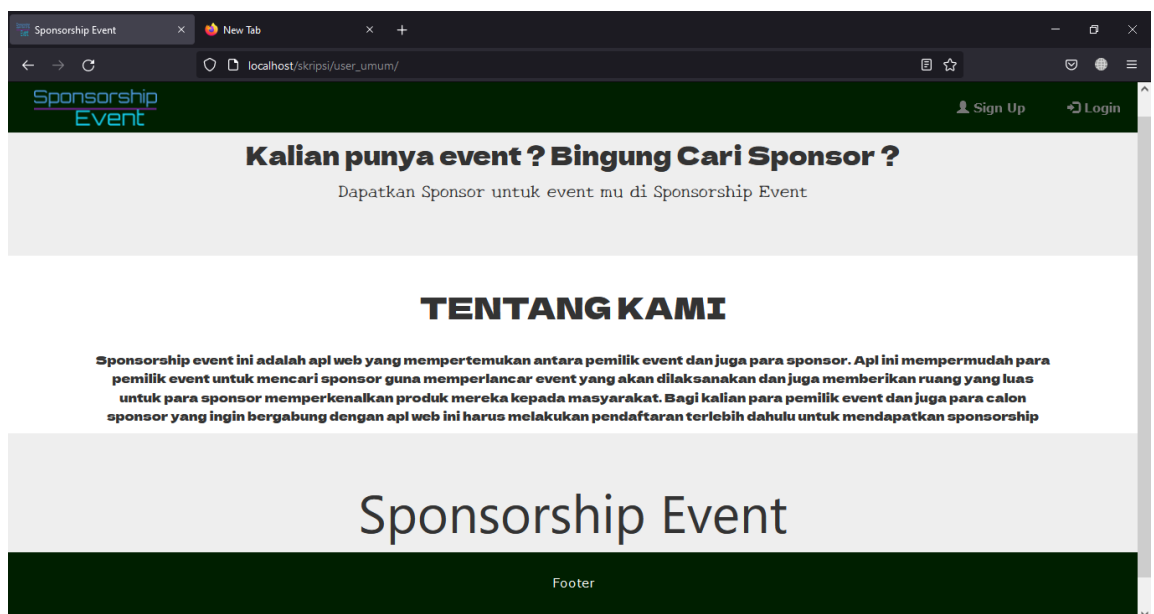 Sponsorship Event
New Tab
localhost/skripsi/user_umum/
Sponsorship
Event
Sign Up
Login
Kalian punya event ? Bingung Cari Sponsor ?
Dapatkan Sponsor untuk event mu di Sponsorship Event
TENTANG KAMI
Sponsorship event ini adalah apl web yang mempertemukan antara pemilik event dan juga para sponsor. Apl ini mempermudah para
pemilik event untuk mencari sponsor guna memperlancar event yang akan dilaksanakan dan juga memberikan ruang yang luas
untuk para sponsor memperkenalkan produk mereka kepada masyarakat. Bagi kalian para pemilik event dan juga para calon
sponsor yang ingin bergabung dengan apl web ini harus melakukan pendaftaran terlebih dahulu untuk mendapatkan sponsorship
Sponsorship Event
Footer